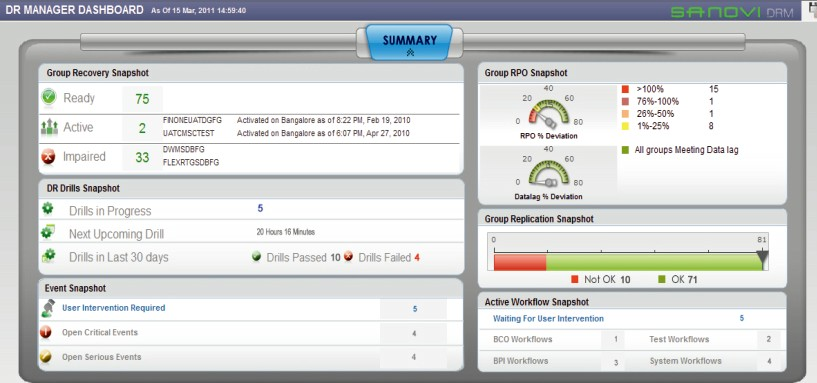 DR MANAGER DASHBOARD As Of 15 Mar, 2011 14:59:40
SANOVI DRM
SUMMARY
Group Recovery Snapshot
Ready 75
Active 2 FINONEUATDGFG Activated on Bangalore as of 8:22 PM, Feb 19, 2010
UATCMSCTEST Activated on Bangalore as of 6:07 PM, Apr 27, 2010
Impaired 33 DWMSDBFG
FLEXRTGSDBFG
DR Drills Snapshot
Drills in Progress 5
Next Upcoming Drill 20 Hours 16 Minutes
Drills in Last 30 days Drills Passed 10 Drills Failed 4
Event Snapshot
User Intervention Required 5
Open Critical Events 4
Open Serious Events 4
Group RPO Snapshot
0 20 40 60 80
RPO % Deviation
>100% 15
76%-100% 1
26%-50% 1
1%-25% 8
0 20 40 60 80
Datalag % Deviation
All groups Meeting Data lag
Group Replication Snapshot
0 81
Not OK 10 OK 71
Active Workflow Snapshot
Waiting For User Intervention 5
BCO Workflows 1 Test Workflows 2
BPI Workflows 3 System Workflows 4